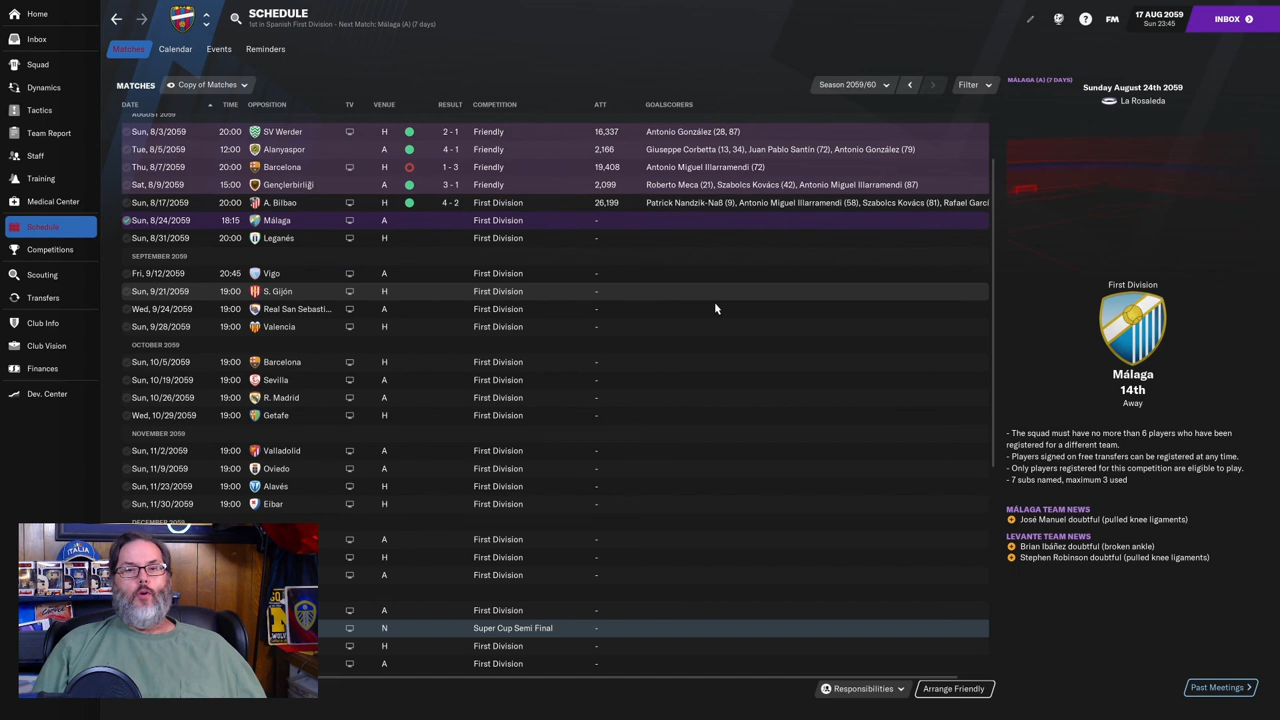 Home
SCHEDULE
1st in Spanish First Division - Next Match: Málaga (A) (7 days)
FM
17 AUG 2059
Sun 23:45
INBOX
Inbox
Squad
Dynamics
Tactics
Team Report
Staff
Training
Medical Center
Schedule
Competitions
Scouting
Transfers
Club Info
Club Vision
Finances
Dev. Center
Matches Calendar Events Reminders
MATCHES Copy of Matches Season 2059/60 Filter
DATE TIME OPPOSITION TV VENUE RESULT COMPETITION ATT GOALSCORERS
AUGUST 2059
Sun, 8/3/2059 20:00 SV Werder H 2 - 1 Friendly 16,337 Antonio González (28, 87)
Tue, 8/5/2059 12:00 Alanyaspor A 4 - 1 Friendly 2,166 Giuseppe Corbetta (13, 34), Juan Pablo Santín (72), Antonio González (79)
Thu, 8/7/2059 20:00 Barcelona H 1 - 3 Friendly 19,408 Antonio Miguel Illarramendi (72)
Sat, 8/9/2059 15:00 Gençlerbirliği A 3 - 1 Friendly 2,099 Roberto Meca (21), Szabolcs Kovács (42), Antonio Miguel Illarramendi (87)
Sun, 8/17/2059 20:00 A. Bilbao H 4 - 2 First Division 26,199 Patrick Nandzik-Naß (9), Antonio Miguel Illarramendi (58), Szabolcs Kovács (81), Rafael Garcí
Sun, 8/24/2059 18:15 Málaga A First Division -
Sun, 8/31/2059 20:00 Leganés H First Division -
SEPTEMBER 2059
Fri, 9/12/2059 20:45 Vigo A First Division -
Sun, 9/21/2059 19:00 S. Gijón H First Division -
Wed, 9/24/2059 19:00 Real San Sebasti... A First Division -
Sun, 9/28/2059 19:00 Valencia H First Division -
OCTOBER 2059
Sun, 10/5/2059 19:00 Barcelona H First Division -
Sun, 10/19/2059 19:00 Sevilla A First Division -
Sun, 10/26/2059 19:00 R. Madrid A First Division -
Wed, 10/29/2059 19:00 Getafe H First Division -
NOVEMBER 2059
Sun, 11/2/2059 19:00 Valladolid A First Division -
Sun, 11/9/2059 19:00 Oviedo H First Division -
Sun, 11/23/2059 19:00 Alavés H First Division -
Sun, 11/30/2059 19:00 Eibar H First Division -
DECEMBER 2059
A First Division -
H First Division -
A First Division -
A First Division -
N Super Cup Semi Final -
H First Division -
A First Division -
Responsibilities Arrange Friendly
MÁLAGA (A) (7 DAYS)
Sunday August 24th 2059
La Rosaleda
First Division
Málaga
14th
Away
- The squad must have no more than 6 players who have been
registered for a different team.
- Players signed on free transfers can be registered at any time.
- Only players registered for this competition are eligible to play.
- 7 subs named, maximum 3 used
MÁLAGA TEAM NEWS
José Manuel doubtful (pulled knee ligaments)
LEVANTE TEAM NEWS
Brian Ibáñez doubtful (broken ankle)
Stephen Robinson doubtful (pulled knee ligaments)
Past Meetings
ITALIA